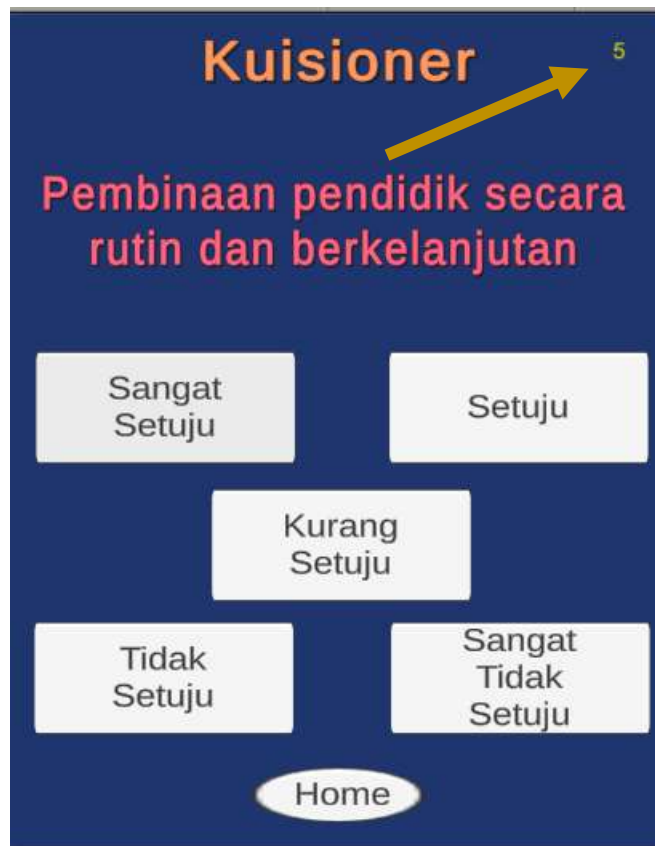 Kuisioner
5
Pembinaan pendidik secara
rutin dan berkelanjutan
Sangat
Setuju
Setuju
Kurang
Setuju
Tidak
Setuju
Sangat
Tidak
Setuju
Home